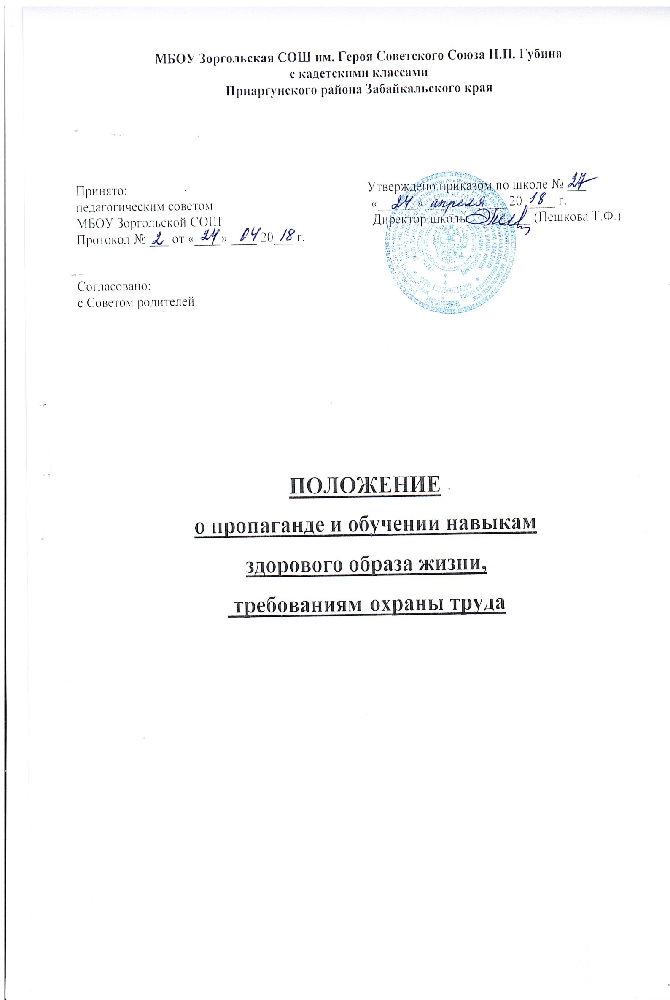 МБОУ Зоргольская СОШ им. Героя Советского Союза Н.П. Губина
с кадетскими классами
Приаргунского района Забайкальского края
Принято:
педагогическим советом
МБОУ Зоргольской СОШ
Протокол № 2 от «24» 04 20 18 г.
Согласовано:
с Советом родителей
Утверждено приказом по школе № 27
« 24 » апреля 20 18 г.
Директор школы (Пешкова Т.Ф.)
ОГРН 1027500714229
ПОЛОЖЕНИЕ
о пропаганде и обучении навыкам
здорового образа жизни,
требованиям охраны труда